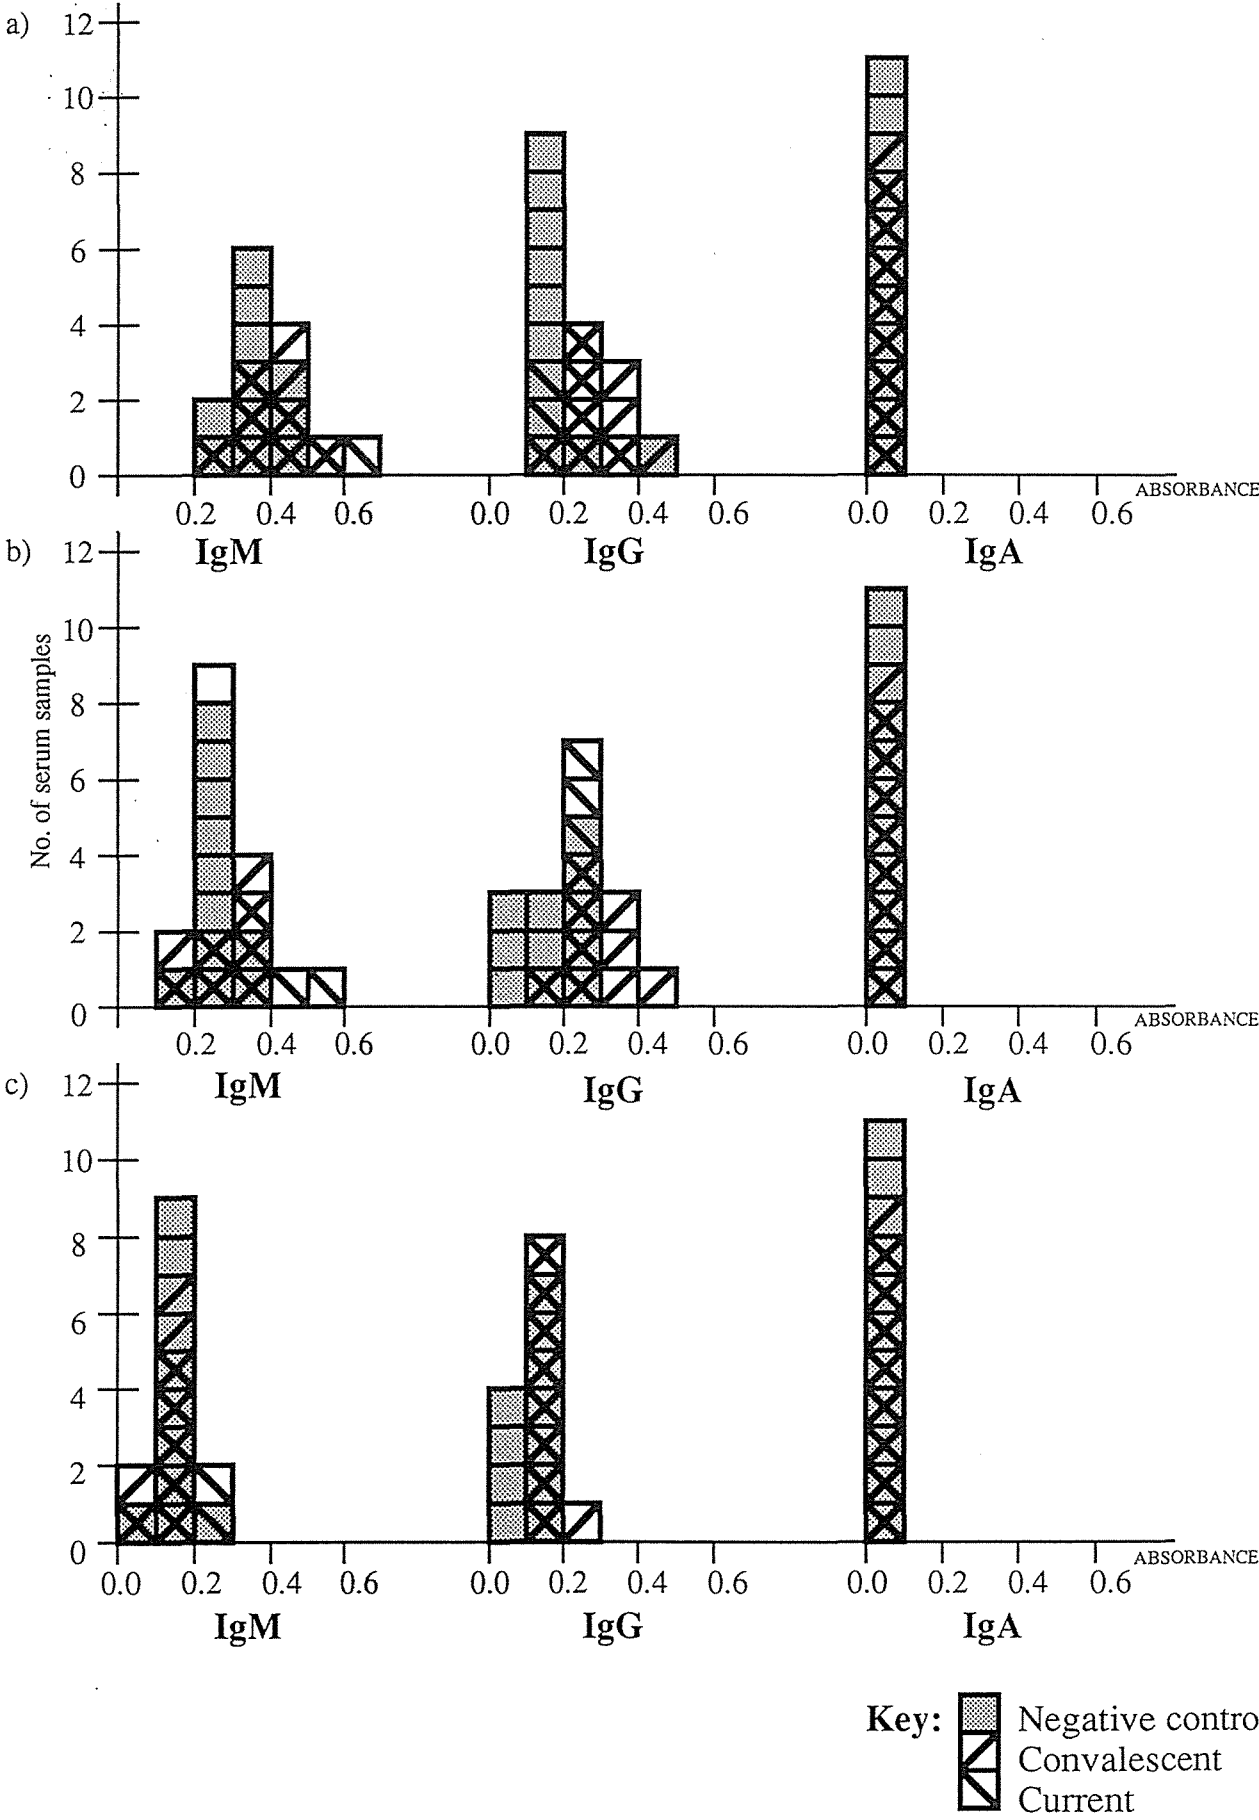 a)
12
10
8
6
4
2
0
0.2 0.4 0.6 0.0 0.2 0.4 0.6 0.0 0.2 0.4 0.6 ABSORBANCE
IgM IgG IgA
b)
12
10
8
6
4
2
0
No. of serum samples
0.2 0.4 0.6 0.0 0.2 0.4 0.6 0.0 0.2 0.4 0.6 ABSORBANCE
IgM IgG IgA
c)
12
10
8
6
4
2
0
0.0 0.2 0.4 0.6 0.0 0.2 0.4 0.6 0.0 0.2 0.4 0.6 ABSORBANCE
IgM IgG IgA
Key: Negative contro
Convalescent
Current